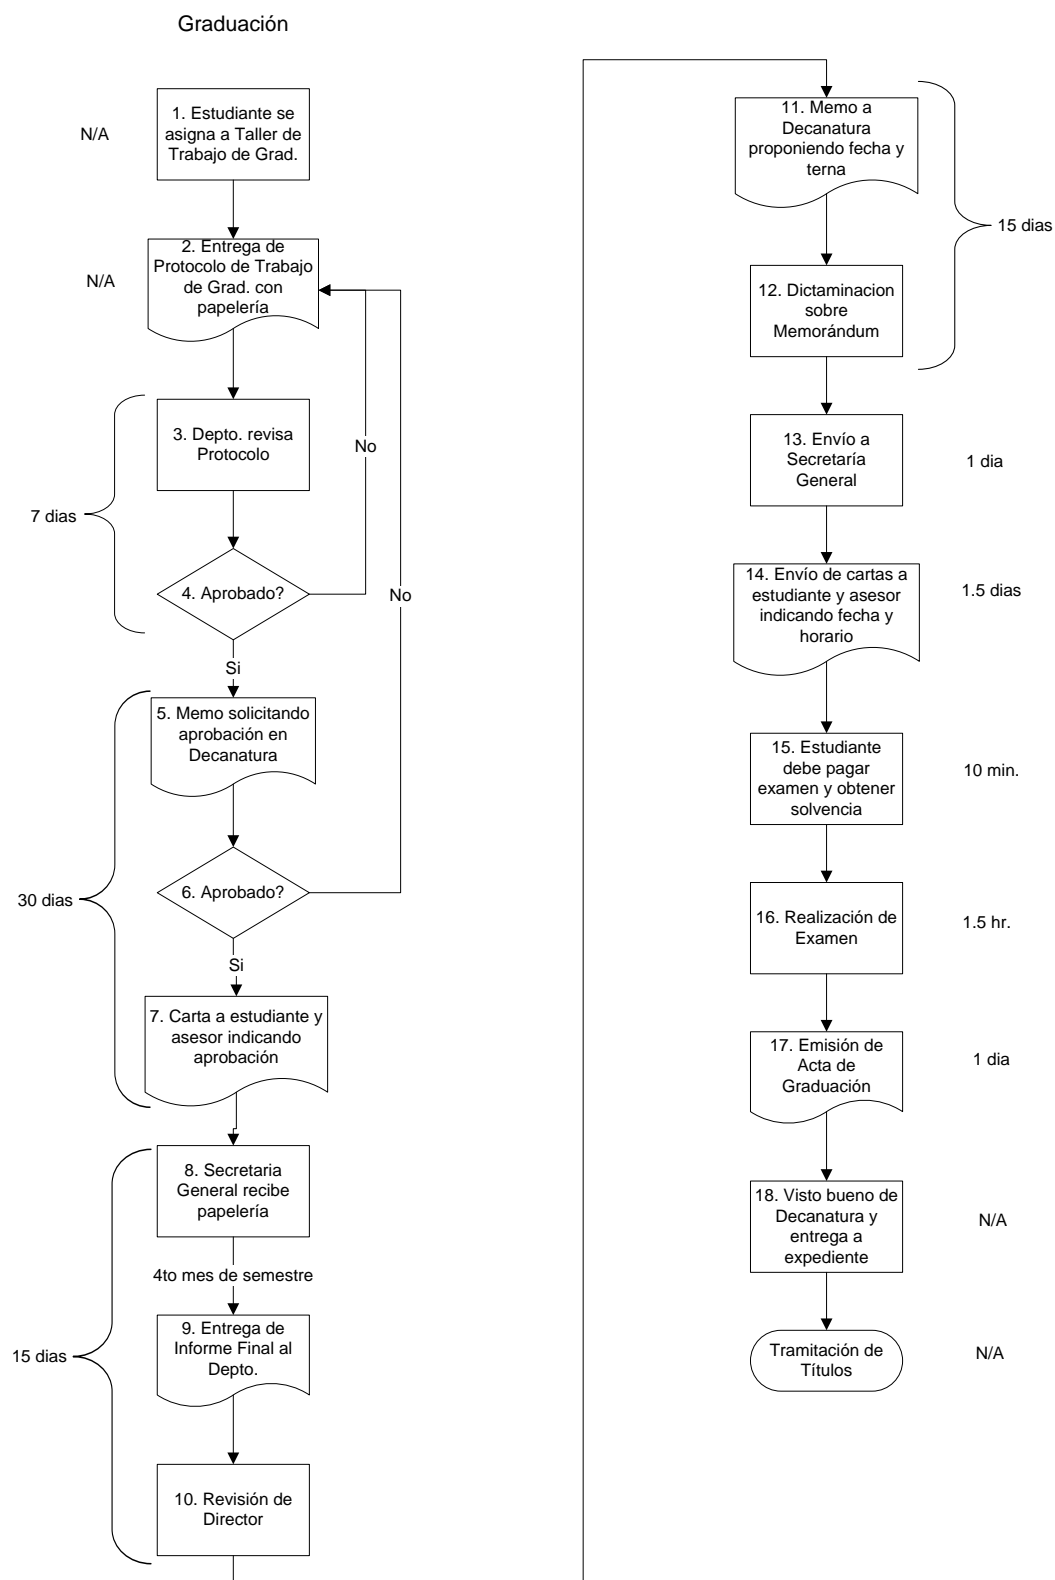 Graduación
N/A
1. Estudiante se
asigna a Taller de
Trabajo de Grad.
N/A
2. Entrega de
Protocolo de Trabajo
de Grad. con
papelería
7 dias
3. Depto. revisa
Protocolo
No
4. Aprobado?
No
Si
30 dias
5. Memo solicitando
aprobación en
Decanatura
6. Aprobado?
Si
7. Carta a estudiante y
asesor indicando
aprobación
15 dias
8. Secretaria
General recibe
papelería
4to mes de semestre
9. Entrega de
Informe Final al
Depto.
10. Revisión de
Director
11. Memo a
Decanatura
proponiendo fecha y
terna
15 dias
12. Dictaminacion
sobre
Memorándum
13. Envío a
Secretaría
General
1 dia
14. Envío de cartas a
estudiante y asesor
indicando fecha y
horario
1.5 dias
15. Estudiante
debe pagar
examen y obtener
solvencia
10 min.
16. Realización de
Examen
1.5 hr.
17. Emisión de
Acta de
Graduación
1 dia
18. Visto bueno de
Decanatura y
entrega a
expediente
N/A
Tramitación de
Títulos
N/A